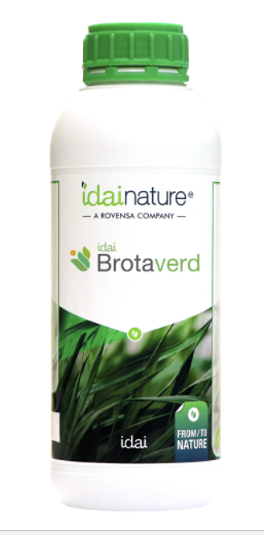 idainature®
— A ROVENSA COMPANY —
idai
Brotaverd
idai
FROM/TO
NATURE